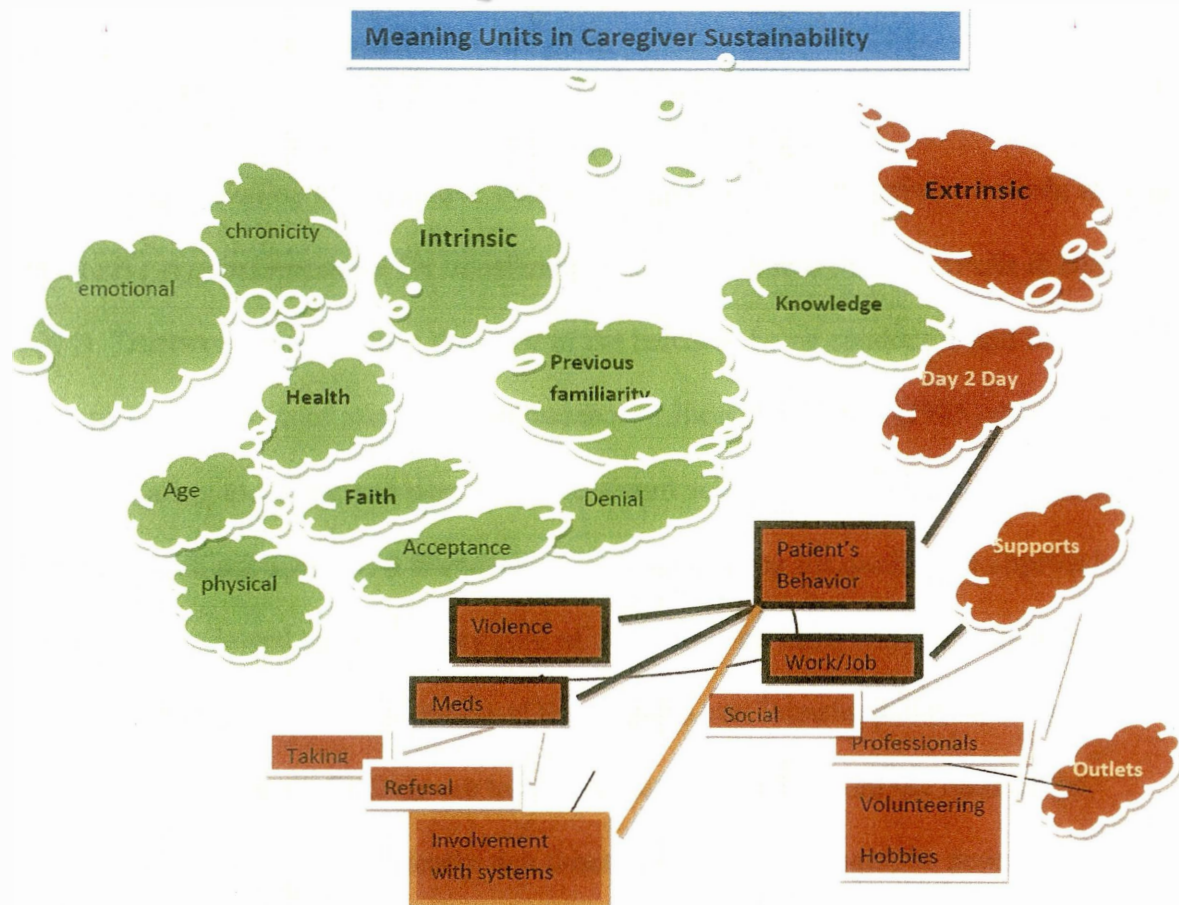 Meaning Units in Caregiver Sustainability
Extrinsic
chronicity
Intrinsic
emotional
Knowledge
Previous
familiarity
Day 2 Day
Health
Age
Faith
Denial
Acceptance
Patient's
Behavior
Supports
physical
Violence
Work/Job
Meds
Social
Taking
Professionals
Refusal
Outlets
Volunteering
Hobbies
Involvement
with systems